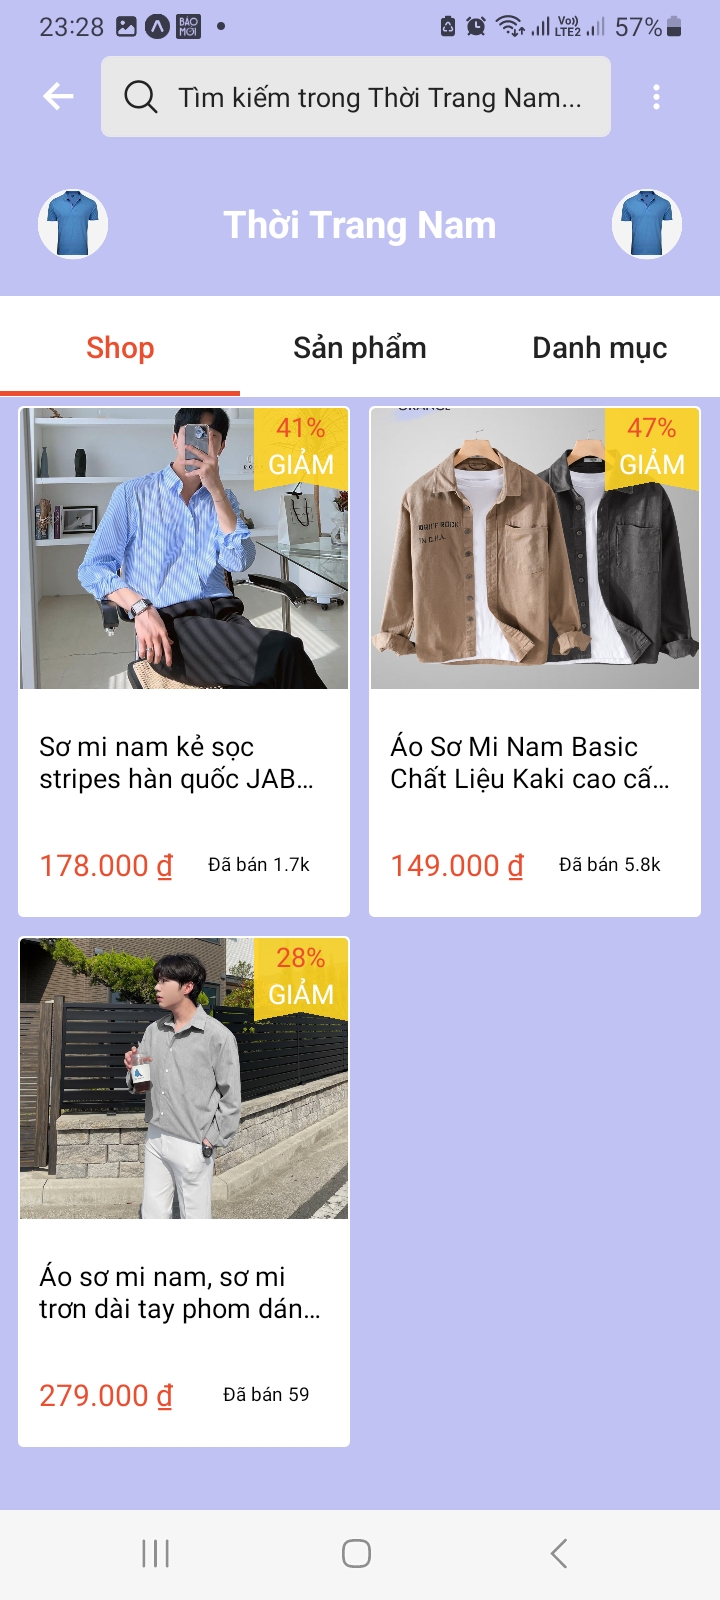 23:28
BÁO
MỚI
Vo))
LTE2
57%
Tìm kiếm trong Thời Trang Nam...
Thời Trang Nam
Shop
Sản phẩm
Danh mục
41%
GIẢM
47%
GIẢM
Sơ mi nam kẻ sọc
stripes hàn quốc JAB...
Áo Sơ Mi Nam Basic
Chất Liệu Kaki cao cấ...
178.000 ₫
Đã bán 1.7k
149.000 ₫
Đã bán 5.8k
28%
GIẢM
Áo sơ mi nam, sơ mi
trơn dài tay phom dán...
279.000 ₫
Đã bán 59